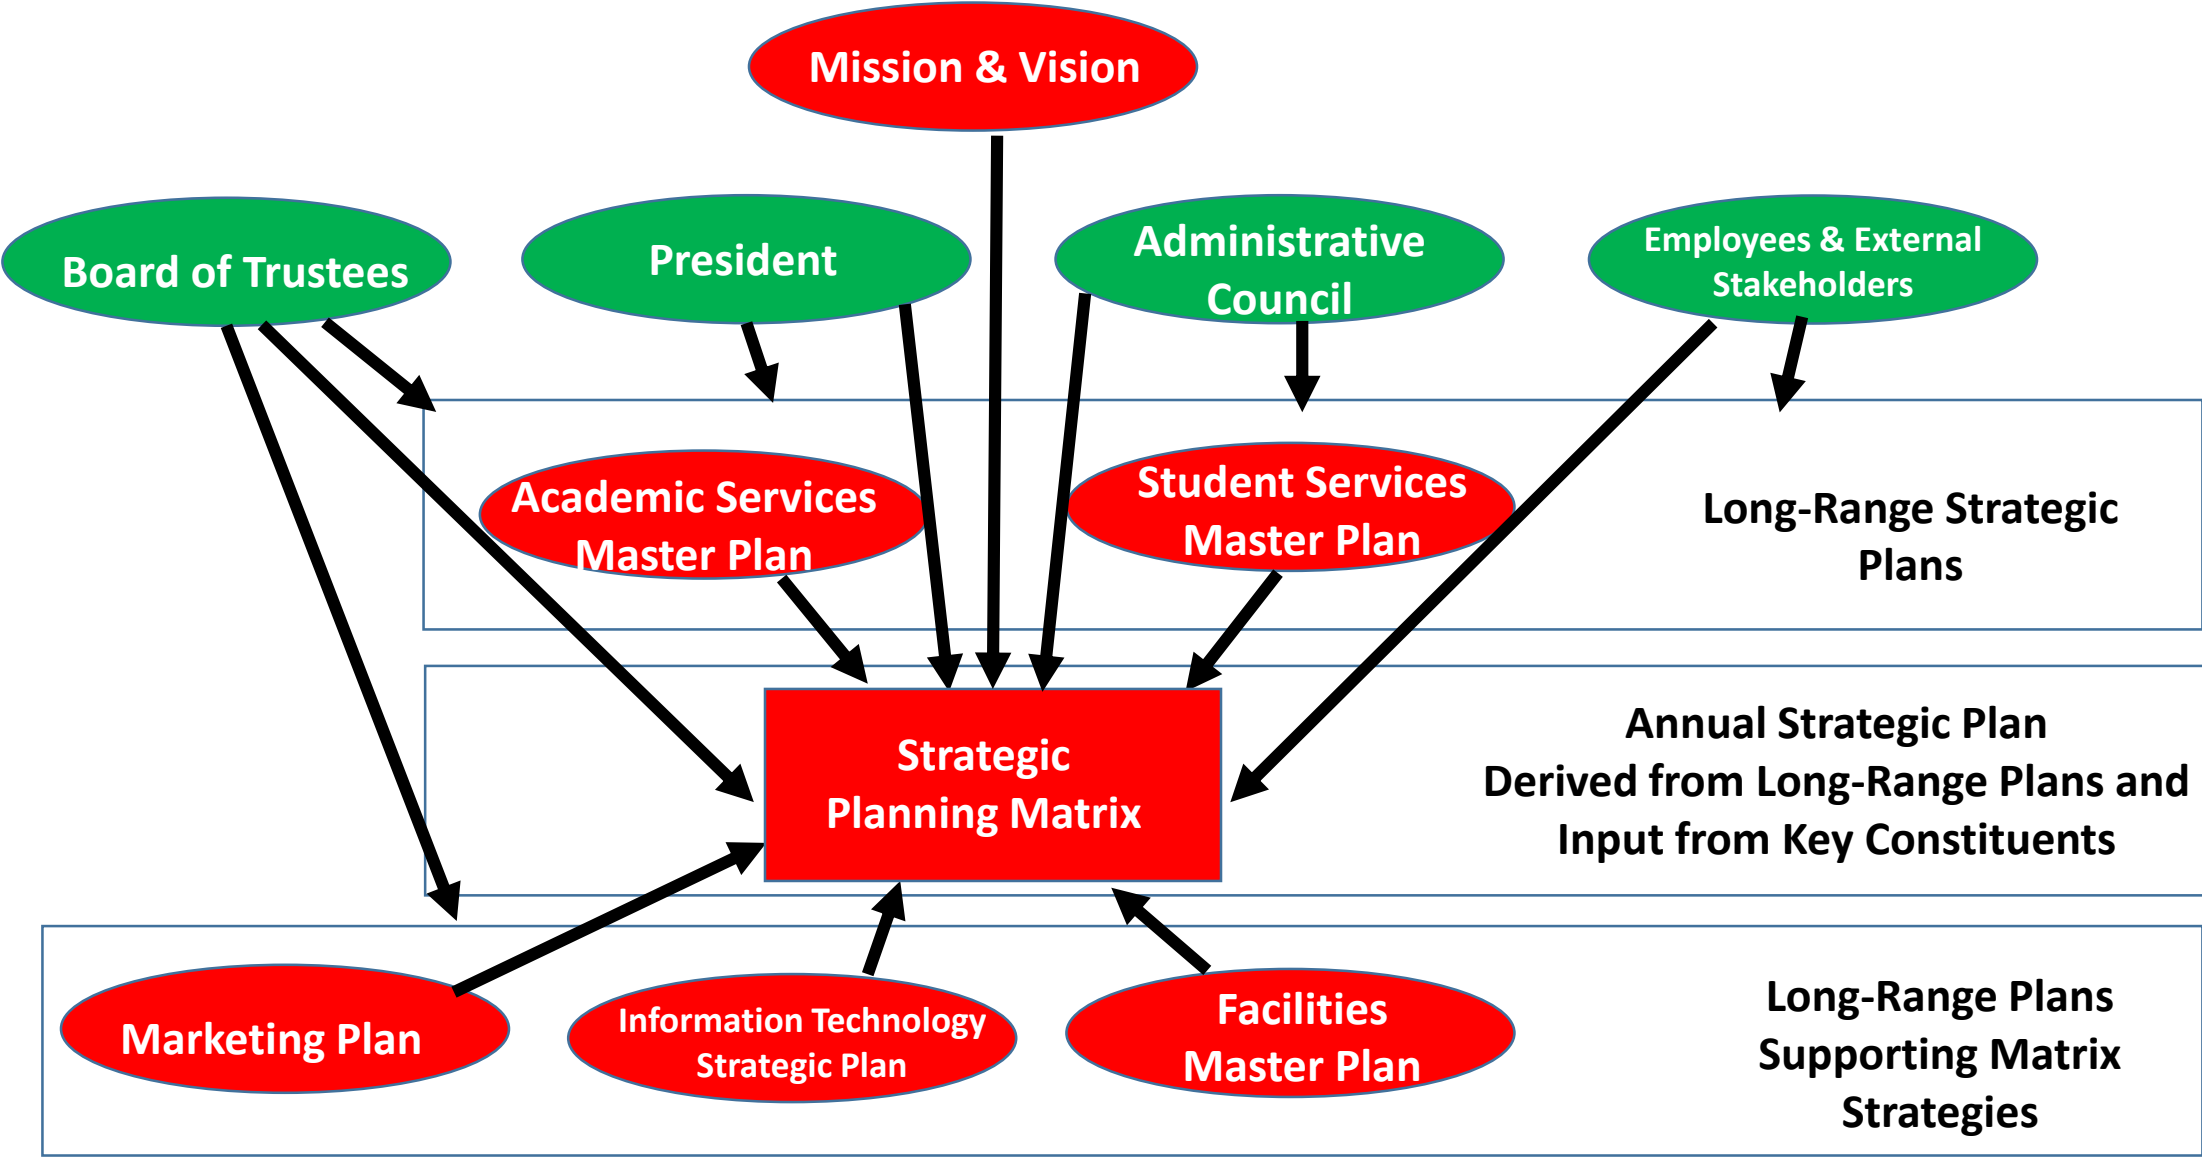 Mission & Vision
Board of Trustees
President
Administrative
Council
Employees & External
Stakeholders
Academic Services
Master Plan
Student Services
Master Plan
Long-Range Strategic
Plans
Strategic
Planning Matrix
Annual Strategic Plan
Derived from Long-Range Plans and
Input from Key Constituents
Marketing Plan
Information Technology
Strategic Plan
Facilities
Master Plan
Long-Range Plans
Supporting Matrix
Strategies